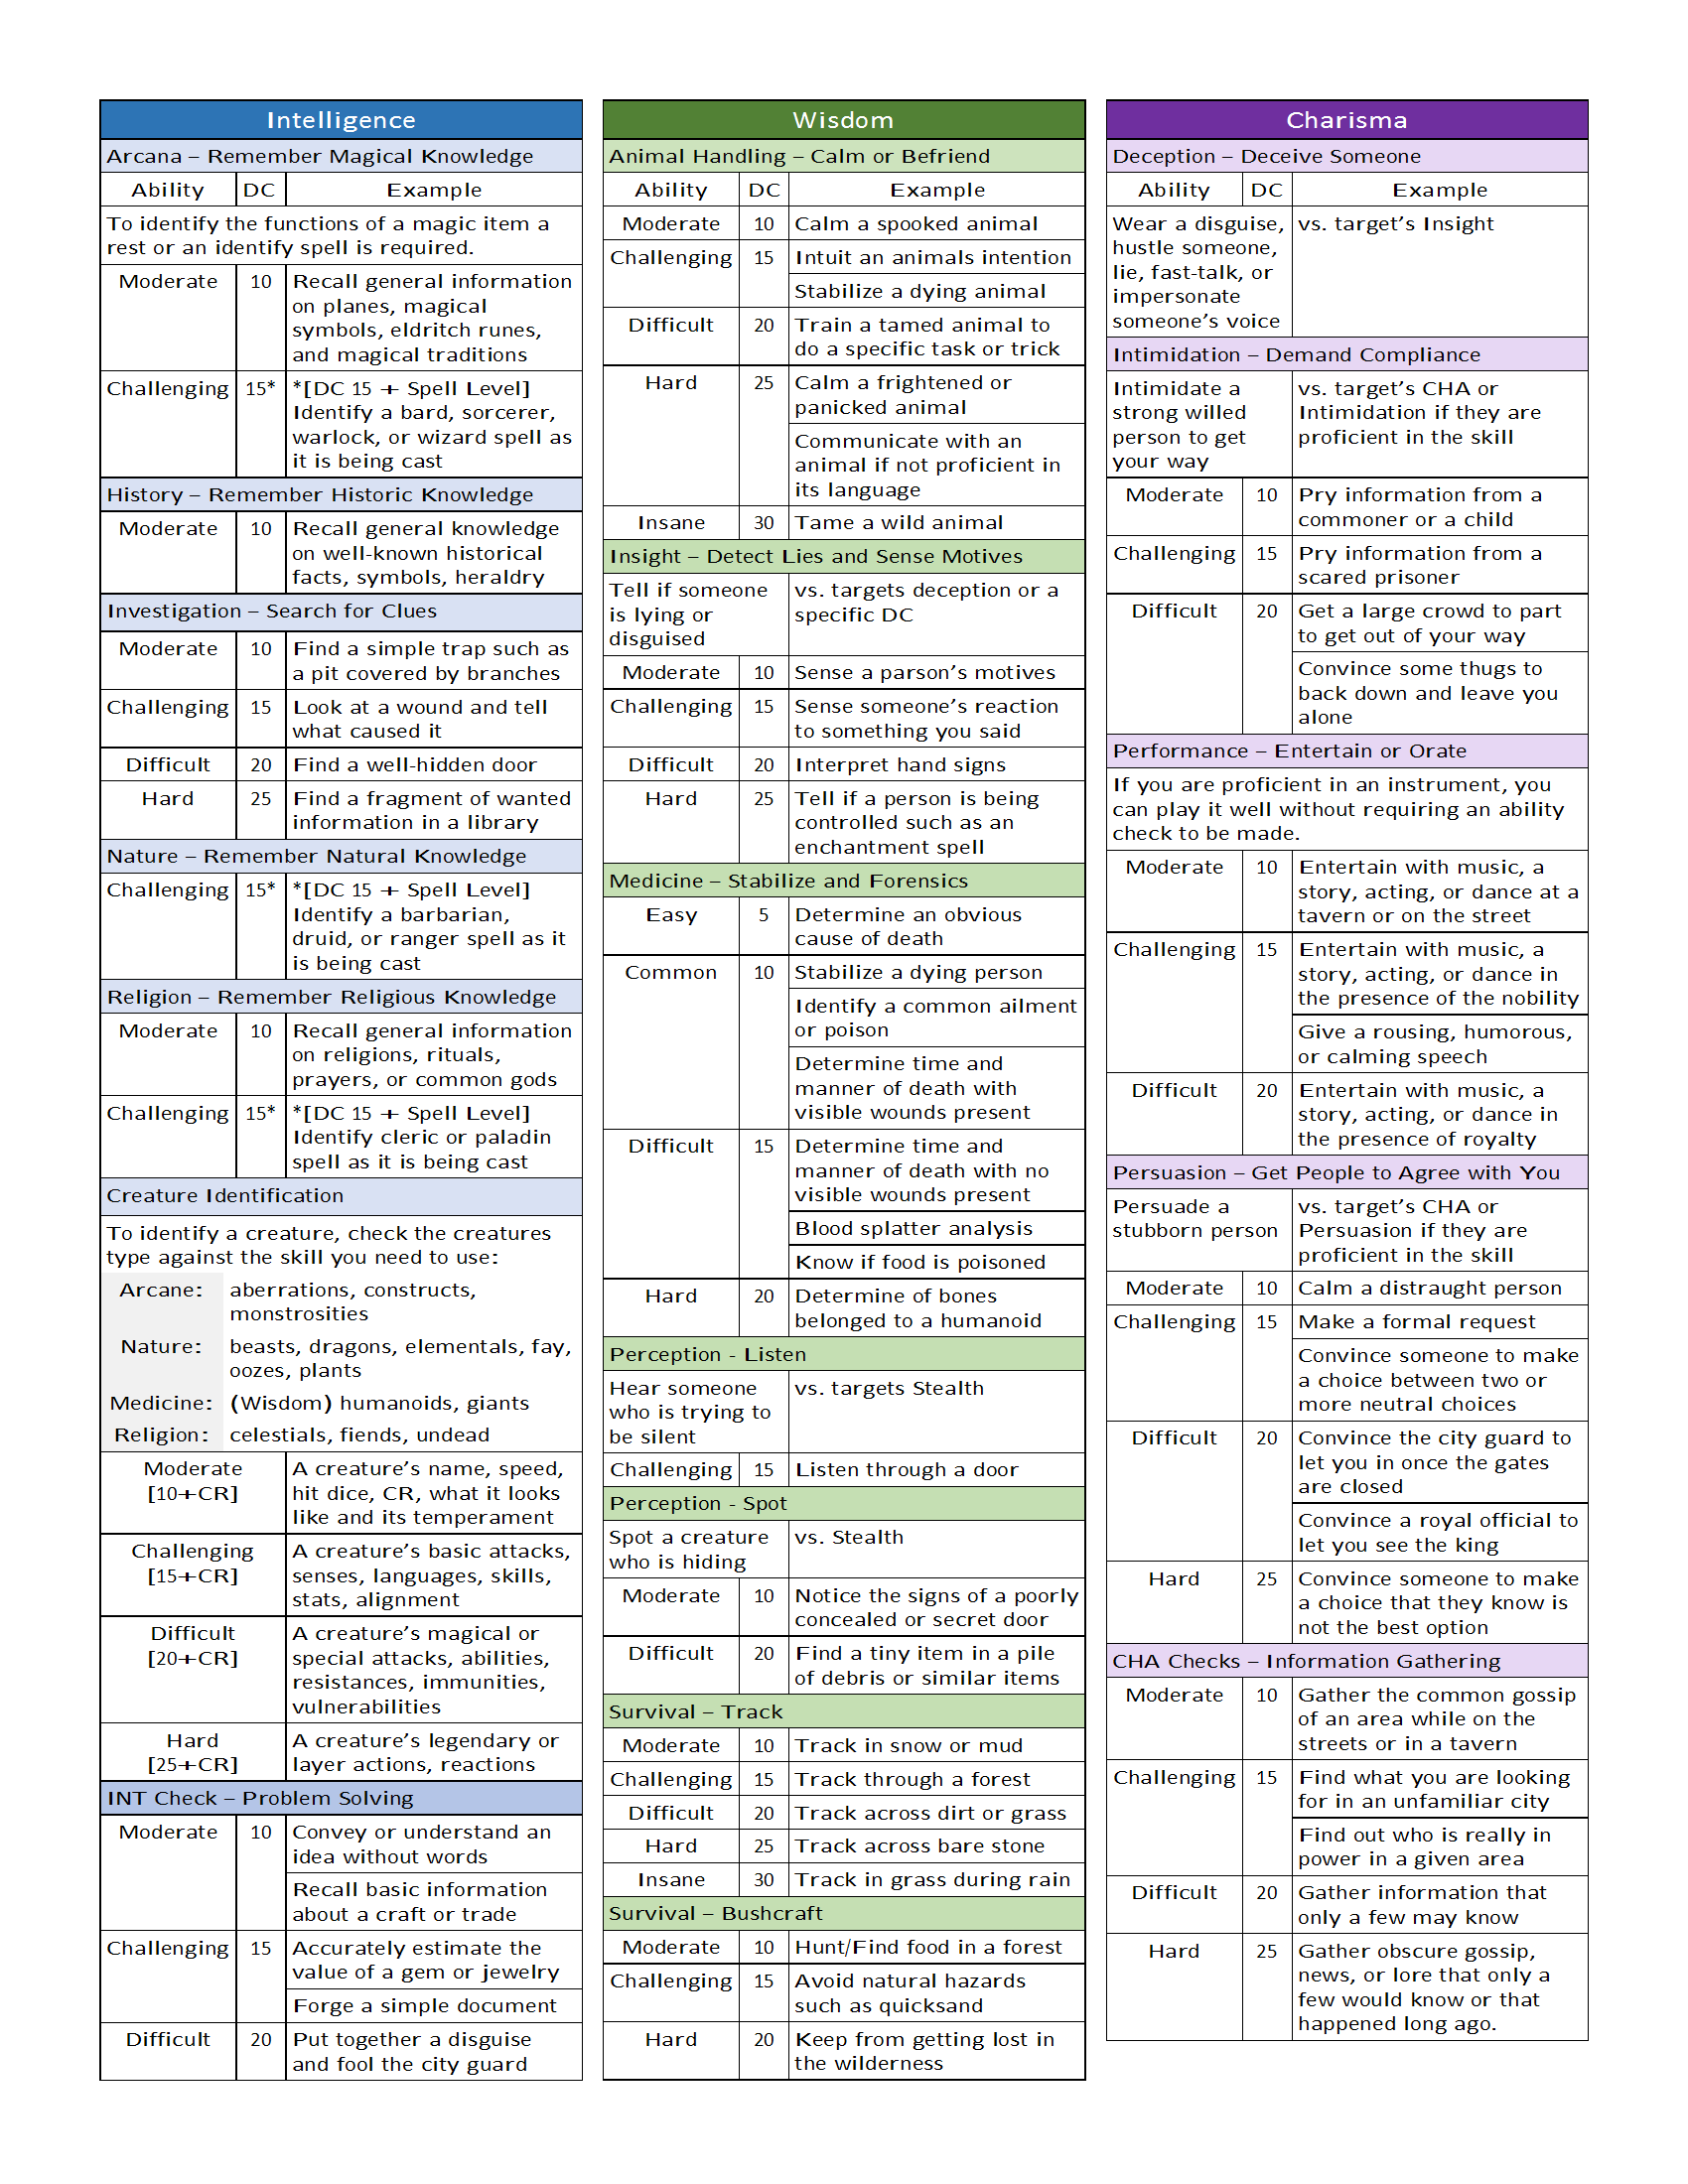 Intelligence
Arcana – Remember Magical Knowledge
Ability DC Example
To identify the functions of a magic item a
rest or an identify spell is required.
Moderate 10 Recall general information
on planes, magical
symbols, eldritch runes,
and magical traditions
Challenging 15* *[DC 15 + Spell Level]
Identify a bard, sorcerer,
warlock, or wizard spell as
it is being cast
History – Remember Historic Knowledge
Moderate 10 Recall general knowledge
on well-known historical
facts, symbols, heraldry
Investigation – Search for Clues
Moderate 10 Find a simple trap such as
a pit covered by branches
Challenging 15 Look at a wound and tell
what caused it
Difficult 20 Find a well-hidden door
Hard 25 Find a fragment of wanted
information in a library
Nature – Remember Natural Knowledge
Challenging 15* *[DC 15 + Spell Level]
Identify a barbarian,
druid, or ranger spell as it
is being cast
Religion – Remember Religious Knowledge
Moderate 10 Recall general information
on religions, rituals,
prayers, or common gods
Challenging 15* *[DC 15 + Spell Level]
Identify cleric or paladin
spell as it is being cast
Creature Identification
To identify a creature, check the creatures
type against the skill you need to use:
Arcane: aberrations, constructs,
monstrosities
Nature: beasts, dragons, elementals, fay,
oozes, plants
Medicine: (Wisdom) humanoids, giants
Religion: celestials, fiends, undead
Moderate A creature’s name, speed,
[10+CR] hit dice, CR, what it looks
like and its temperament
Challenging A creature’s basic attacks,
[15+CR] senses, languages, skills,
stats, alignment
Difficult A creature’s magical or
[20+CR] special attacks, abilities,
resistances, immunities,
vulnerabilities
Hard A creature’s legendary or
[25+CR] layer actions, reactions
INT Check – Problem Solving
Moderate 10 Convey or understand an
idea without words
Recall basic information
about a craft or trade
Challenging 15 Accurately estimate the
value of a gem or jewelry
Forge a simple document
Difficult 20 Put together a disguise
and fool the city guard
Wisdom
Animal Handling – Calm or Befriend
Ability DC Example
Moderate 10 Calm a spooked animal
Challenging 15 Intuit an animals intention
Stabilize a dying animal
Difficult 20 Train a tamed animal to
do a specific task or trick
Hard 25 Calm a frightened or
panicked animal
Communicate with an
animal if not proficient in
its language
Insane 30 Tame a wild animal
Insight – Detect Lies and Sense Motives
Tell if someone vs. targets deception or a
is lying or specific DC
disguised
Moderate 10 Sense a parson’s motives
Challenging 15 Sense someone’s reaction
to something you said
Difficult 20 Interpret hand signs
Hard 25 Tell if a person is being
controlled such as an
enchantment spell
Medicine – Stabilize and Forensics
Easy 5 Determine an obvious
cause of death
Common 10 Stabilize a dying person
Identify a common ailment
or poison
Determine time and
manner of death with
visible wounds present
Difficult 15 Determine time and
manner of death with no
visible wounds present
Blood splatter analysis
Know if food is poisoned
Hard 20 Determine of bones
belonged to a humanoid
Perception - Listen
Hear someone vs. targets Stealth
who is trying to
be silent
Challenging 15 Listen through a door
Perception - Spot
Spot a creature vs. Stealth
who is hiding
Moderate 10 Notice the signs of a poorly
concealed or secret door
Difficult 20 Find a tiny item in a pile
of debris or similar items
Survival – Track
Moderate 10 Track in snow or mud
Challenging 15 Track through a forest
Difficult 20 Track across dirt or grass
Hard 25 Track across bare stone
Insane 30 Track in grass during rain
Survival – Bushcraft
Moderate 10 Hunt/Find food in a forest
Challenging 15 Avoid natural hazards
such as quicksand
Hard 20 Keep from getting lost in
the wilderness
Charisma
Deception – Deceive Someone
Ability DC Example
Wear a disguise, vs. target’s Insight
hustle someone,
lie, fast-talk, or
impersonate
someone’s voice
Intimidation – Demand Compliance
Intimidate a vs. target’s CHA or
strong willed Intimidation if they are
person to get proficient in the skill
your way
Moderate 10 Pry information from a
commoner or a child
Challenging 15 Pry information from a
scared prisoner
Difficult 20 Get a large crowd to part
to get out of your way
Convince some thugs to
back down and leave you
alone
Performance – Entertain or Orate
If you are proficient in an instrument, you
can play it well without requiring an ability
check to be made.
Moderate 10 Entertain with music, a
story, acting, or dance at a
tavern or on the street
Challenging 15 Entertain with music, a
story, acting, or dance in
the presence of the nobility
Give a rousing, humorous,
or calming speech
Difficult 20 Entertain with music, a
story, acting, or dance in
the presence of royalty
Persuasion – Get People to Agree with You
Persuade a vs. target’s CHA or
stubborn person Persuasion if they are
proficient in the skill
Moderate 10 Calm a distraught person
Challenging 15 Make a formal request
Convince someone to make
a choice between two or
more neutral choices
Difficult 20 Convince the city guard to
let you in once the gates
are closed
Convince a royal official to
let you see the king
Hard 25 Convince someone to make
a choice that they know is
not the best option
CHA Checks – Information Gathering
Moderate 10 Gather the common gossip
of an area while on the
streets or in a tavern
Challenging 15 Find what you are looking
for in an unfamiliar city
Find out who is really in
power in a given area
Difficult 20 Gather information that
only a few may know
Hard 25 Gather obscure gossip,
news, or lore that only a
few would know or that
happened long ago.